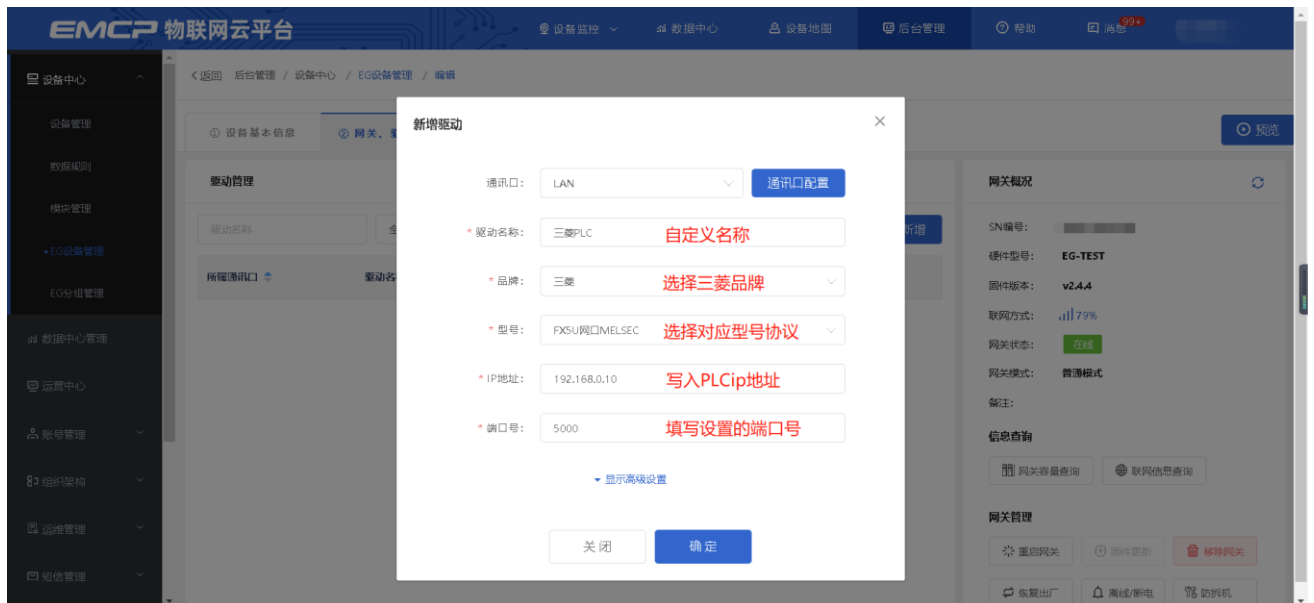 EMCP 物联网云平台
设备监控
数据中心
设备地图
后台管理
帮助
消息
99+
设备中心
设备管理
数据规则
模块管理
•EG设备管理
EG分组管理
数据中心管理
运营中心
账号管理
组织架构
运维管理
短信管理
<返回 后台管理 / 设备中心 / EG设备管理 / 编辑
① 设备基本信息
② 网关、
预览
驱动管理
驱动名称
新增
所属通讯口
驱动名
新增驱动
通讯口： LAN 通讯口配置
* 驱动名称： 三菱PLC 自定义名称
* 品牌： 三菱 选择三菱品牌
* 型号： FX5U网口MELSEC 选择对应型号协议
* IP地址： 192.168.0.10 写入PLCip地址
* 端口号： 5000 填写设置的端口号
显示高级设置
关闭 确定
网关概况
SN编号：
硬件型号： EG-TEST
固件版本： v2.4.4
联网方式： 79%
网关状态： 在线
网关模式： 普通模式
备注：
信息查询
网关容量查询 联网信息查询
网关管理
重启网关 固件更新 移除网关
恢复出厂 离线/断电 防拆机